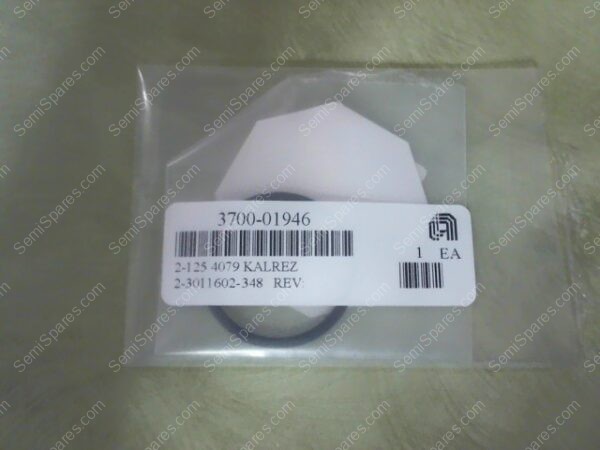 3700-01946
1 EA
2-125 4079 KALREZ
2-3011602-348 REV:
SemiSpares.com